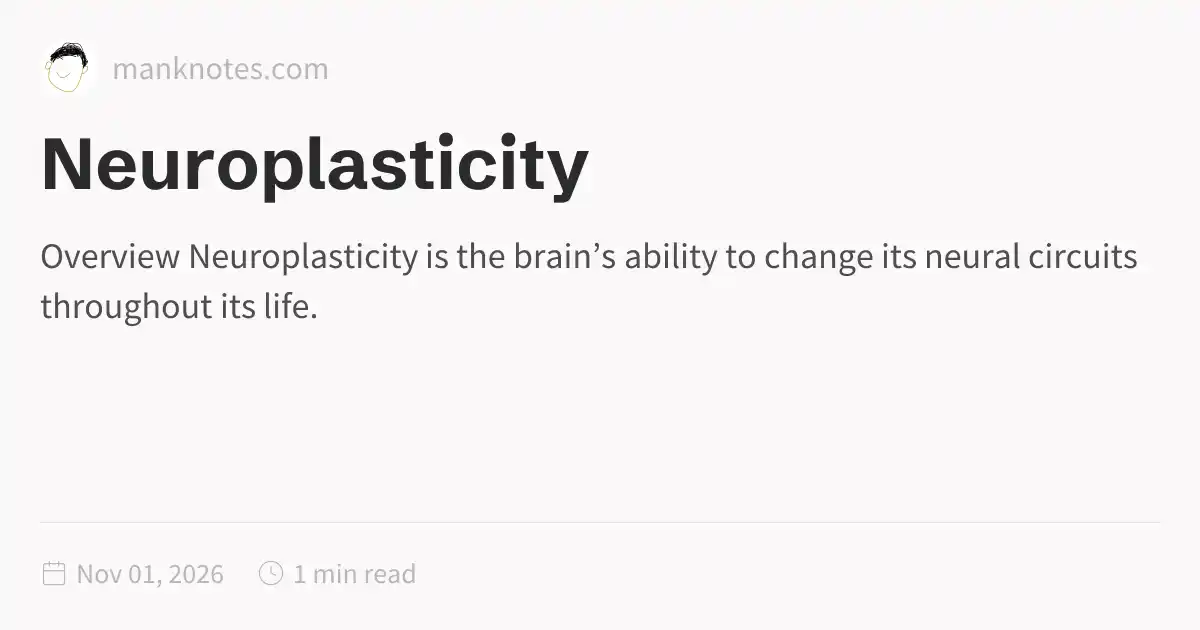 manknotes.com
Neuroplasticity
Overview Neuroplasticity is the brain’s ability to change its neural circuits
throughout its life.
Nov 01, 2026 1 min read